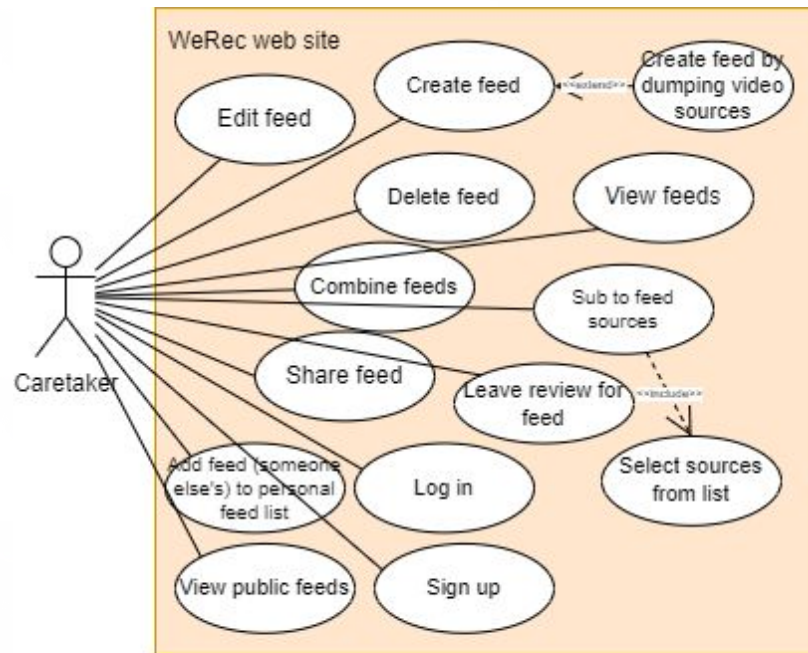 WeRec web site
Edit feed
Create feed
<<extend>>
Create feed by
dumping video
sources
Delete feed
View feeds
Combine feeds
Sub to feed
sources
Caretaker
Share feed
Leave review for
feed
<<include>>
Add feed (someone
else's) to personal
feed list
Log in
Select sources
from list
View public feeds
Sign up